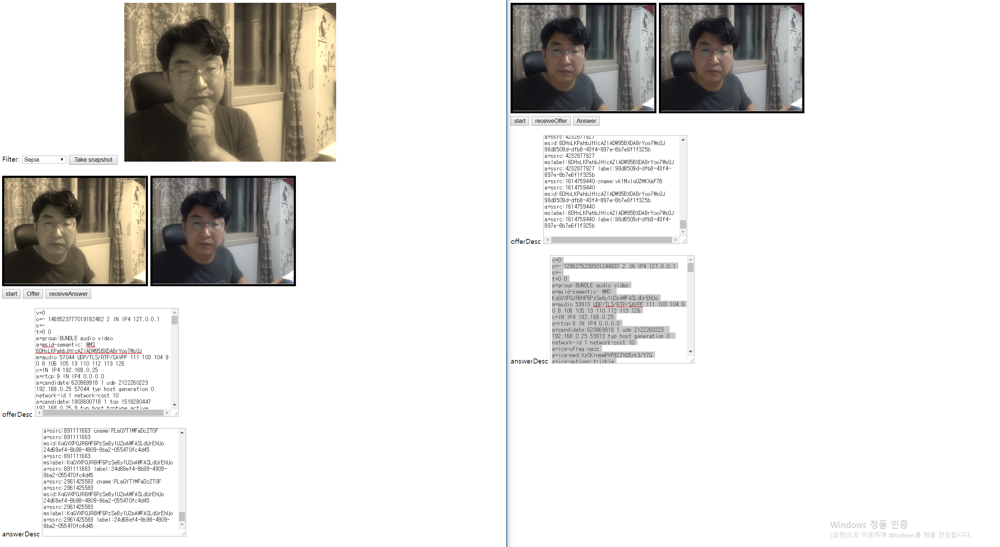 Filter:
Sepia
Take snapshot
start
Offer
receiveAnswer
v=0
o=- 1489523777019192482 2 IN IP4 127.0.0.1
s=-
t=0 0
a=group:BUNDLE audio video
a=msid-semantic: WMS
6DHxLKPahbJHIcAZIADW95BXDA8rYoo7WsQJ
m=audio 57044 UDP/TLS/RTP/SAVPF 111 103 104 9
0 8 106 105 13 110 112 113 126
c=IN IP4 192.168.0.25
a=rtcp:9 IN IP4 0.0.0.0
a=candidate:620969918 1 udp 2122260223
192.168.0.25 57044 typ host generation 0
network-id 1 network-cost 10
a=candidate:1803600718 1 tcp 1518280447
192.168.0.25 9 typ host tcptype active
offerDesc
a=ssrc:891111663 cname:PLaGYT1MFaDcZTOF
a=ssrc:891111663
msid:KqGVXPQJR6HF6PzSe8y1U2pAWFASLdUrEhUo
24d68ef4-8b98-4909-9ba2-055470fc4d45
a=ssrc:891111663
mslabel:KqGVXPQJR6HF6PzSe8y1U2pAWFASLdUrEhUo
a=ssrc:891111663 label:24d68ef4-8b98-4909-
9ba2-055470fc4d45
a=ssrc:2961425583 cname:PLaGYT1MFaDcZTOF
a=ssrc:2961425583
msid:KqGVXPQJR6HF6PzSe8y1U2pAWFASLdUrEhUo
24d68ef4-8b98-4909-9ba2-055470fc4d45
a=ssrc:2961425583
mslabel:KqGVXPQJR6HF6PzSe8y1U2pAWFASLdUrEhUo
a=ssrc:2961425583 label:24d68ef4-8b98-4909-
9ba2-055470fc4d45
answerDesc
start
receiveOffer
Answer
a=ssrc:4232877927
msid:6DHxLKPahbJHIcAZIADW95BXDA8rYoo7WsQJ
98d8509d-dfb8-43f4-897e-8b7e6f1f325b
a=ssrc:4232877927
mslabel:6DHxLKPahbJHIcAZIADW95BXDA8rYoo7WsQJ
a=ssrc:4232877927 label:98d8509d-dfb8-43f4-
897e-8b7e6f1f325b
a=ssrc:1614759440 cname:vk1MxIqQZMKXaF7B
a=ssrc:1614759440
msid:6DHxLKPahbJHIcAZIADW95BXDA8rYoo7WsQJ
98d8509d-dfb8-43f4-897e-8b7e6f1f325b
a=ssrc:1614759440
mslabel:6DHxLKPahbJHIcAZIADW95BXDA8rYoo7WsQJ
a=ssrc:1614759440 label:98d8509d-dfb8-43f4-
897e-8b7e6f1f325b
offerDesc
v=0
o=- 1296275239501244837 2 IN IP4 127.0.0.1
s=-
t=0 0
a=group:BUNDLE audio video
a=msid-semantic: WMS
KqGVXPQJR6HF6PzSe8y1U2pAWFASLdUrEhUo
m=audio 53913 UDP/TLS/RTP/SAVPF 111 103 104 9
0 8 106 105 13 110 112 113 126
c=IN IP4 192.168.0.25
a=rtcp:9 IN IP4 0.0.0.0
a=candidate:620969918 1 udp 2122260223
192.168.0.25 53913 typ host generation 0
network-id 1 network-cost 10
a=ice-ufrag:ogcz
a=ice-pwd:XzCKrnmmPVP92ZVQ5rk3/Y7G
a=ice-options:trickle
answerDesc
Windows 정품 인증
[설정]으로 이동하여 Windows를 정품 인증합니다.